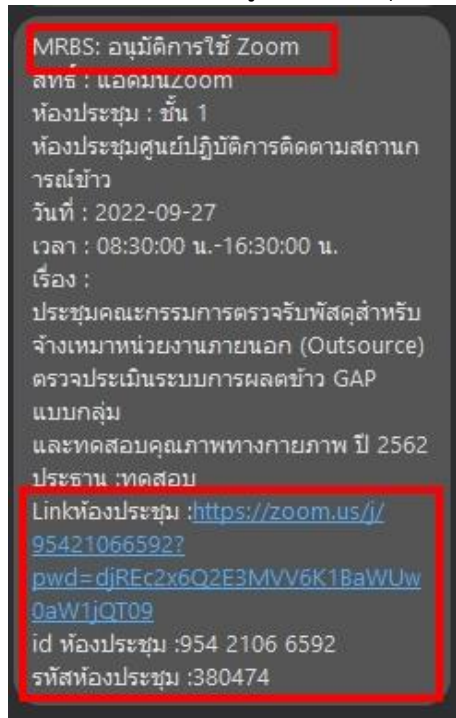 MRBS: อนุมัติการใช้ Zoom
สิทธิ์ : แอดมินZoom
ห้องประชุม : ชั้น 1
ห้องประชุมศูนย์ปฏิบัติการติดตามสถานก
ารณ์ข้าว
วันที่ : 2022-09-27
เวลา : 08:30:00 น.-16:30:00 น.
เรื่อง :
ประชุมคณะกรรมการตรวจรับพัสดุสำหรับ
จ้างเหมาหน่วยงานภายนอก (Outsource)
ตรวจประเมินระบบการผลตข้าว GAP
แบบกลุ่ม
และทดสอบคุณภาพทางกายภาพ ปี 2562
ประธาน :ทดสอบ
Linkห้องประชุม :https://zoom.us/j/
95421066592?
pwd=djREc2x6Q2E3MVV6K1BaWUw
0aW1jQT09
id ห้องประชุม :954 2106 6592
รหัสห้องประชุม :380474